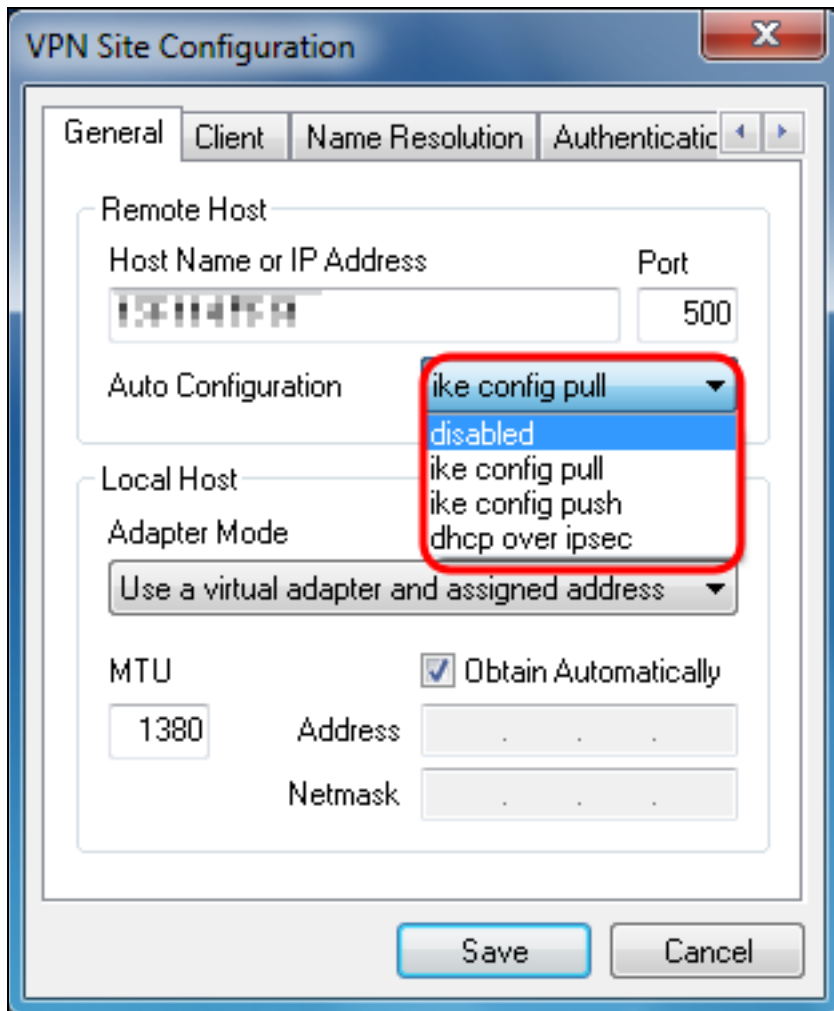 VPN Site Configuration
General Client Name Resolution Authenticatic
Remote Host
Host Name or IP Address Port
500
Auto Configuration ike config pull
disabled
ike config pull
ike config push
dhcp over ipsec
Local Host
Adapter Mode
Use a virtual adapter and assigned address
MTU Obtain Automatically
1380 Address . . .
Netmask . . .
Save Cancel